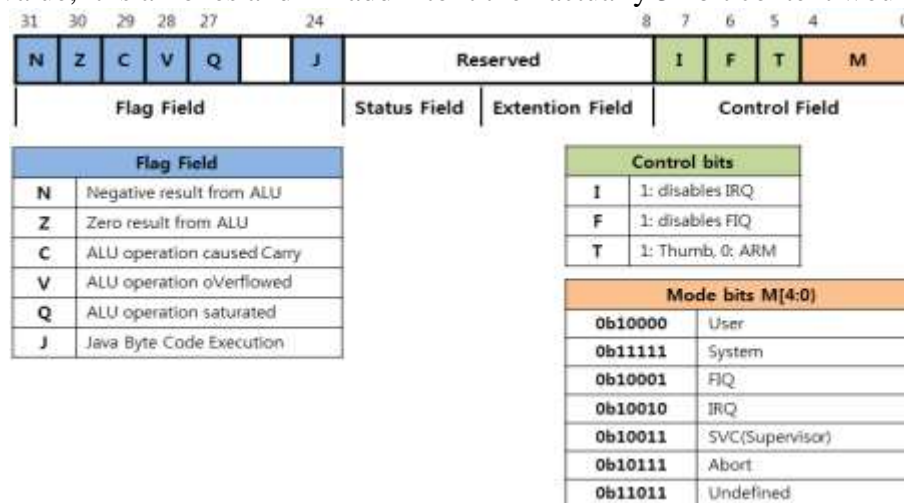 31 30 29 28 27 24 8 7 6 5 4 0
N Z C V Q J Reserved I F T M
Flag Field Status Field Extention Field Control Field
Flag Field
N Negative result from ALU
Z Zero result from ALU
C ALU operation caused Carry
V ALU operation oVerflowed
Q ALU operation saturated
J Java Byte Code Execution
Control bits
I 1: disables IRQ
F 1: disables FIQ
T 1: Thumb, 0: ARM
Mode bits M[4:0)
0b10000 User
0b11111 System
0b10001 FIQ
0b10010 IRQ
0b10011 SVC(Supervisor)
0b10111 Abort
0b11011 Undefined